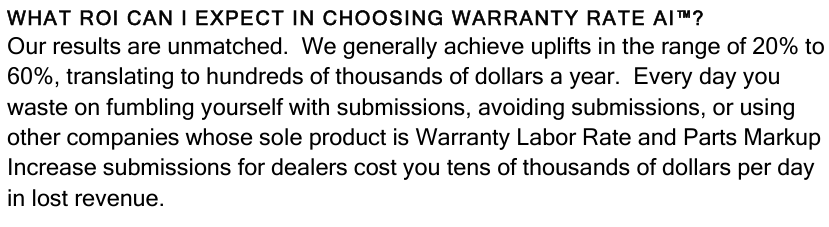 WHAT ROI CAN I EXPECT IN CHOOSING WARRANTY RATE AI™?
Our results are unmatched.  We generally achieve uplifts in the range of 20% to
60%, translating to hundreds of thousands of dollars a year.  Every day you
waste on fumbling yourself with submissions, avoiding submissions, or using
other companies whose sole product is Warranty Labor Rate and Parts Markup
Increase submissions for dealers cost you tens of thousands of dollars per day
in lost revenue.